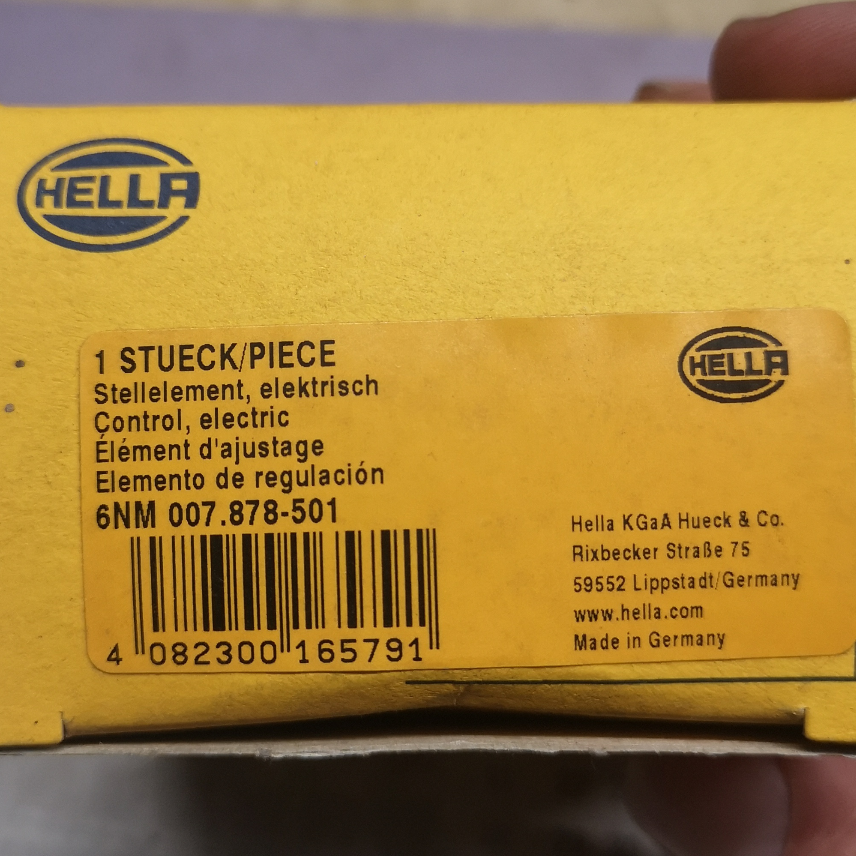 HELLA
HELLA
1 STUECK/PIECE
Stellelement, elektrisch
Control, electric
Élément d'ajustage
Elemento de regulación
6NM 007.878-501
4 082300 165791
Hella KGaA Hueck & Co.
Rixbecker Straße 75
59552 Lippstadt/Germany
www.hella.com
Made in Germany